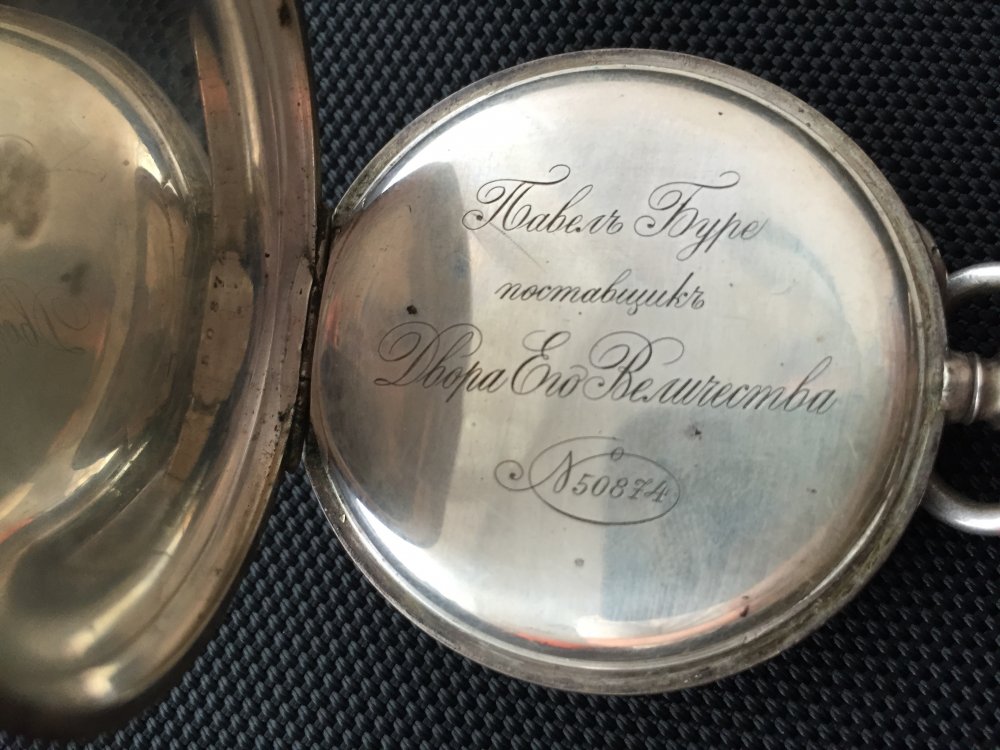 Павелъ Буре
поставщикъ
Двора Его Величества
№ 50874